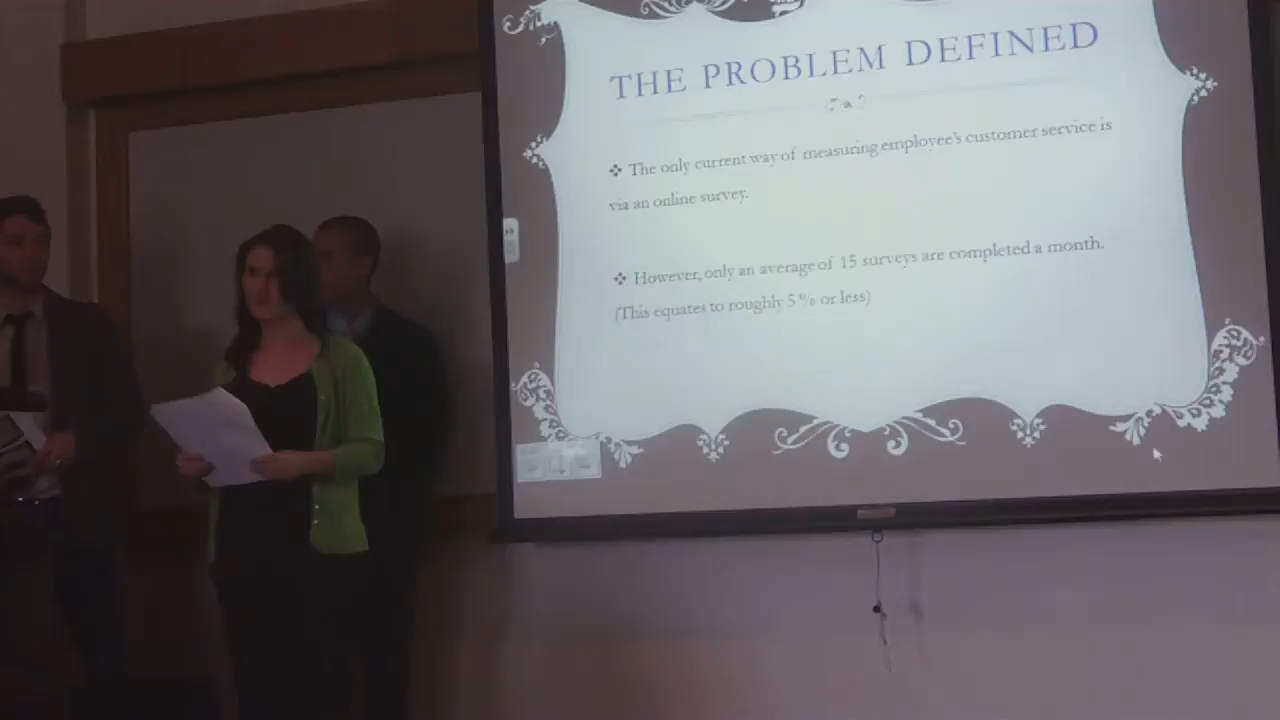 THE PROBLEM DEFINED
❖ The only current way of measuring employee's customer service is
via an online survey.
❖ However, only an average of 15 surveys are completed a month.
(This equates to roughly 5 % or less)